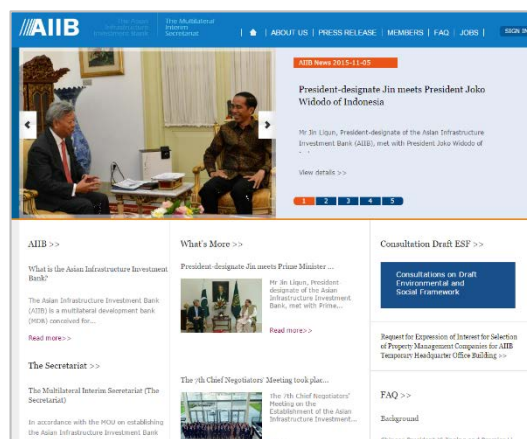 AIIB
The Asian
Infrastructure
Investment Bank
The Multilateral
Interim
Secretariat
| | ABOUT US | PRESS RELEASE | MEMBERS | FAQ | JOBS |
SIGN IN
AIIB News 2015-11-05
President-designate Jin meets President Joko
Widodo of Indonesia
Mr Jin Liqun, President-designate of the Asian Infrastructure
Investment Bank (AIIB), met with President Joko Widodo of
View details >>
1 2 3 4 5
AIIB >>
What is the Asian Infrastructure Investment
Bank?
The Asian Infrastructure Investment Bank
(AIIB) is a multilateral development bank
(MDB) conceived for...
Read more>>
The Secretariat >>
The Multilateral Interim Secretariat (The
Secretariat)
In accordance with the MOU on establishing
the Asian Infrastructure Investment Bank
What's More >>
President-designate Jin meets Prime Minister ...
Mr Jin Liqun, President
designate of the Asian
Infrastructure Investment
Bank, met with Prime...
Read more>>
The 7th Chief Negotiators' Meeting took plac...
The 7th Chief Negotiators'
Meeting on the
Establishment of the Asian
Infrastructure Investment...
Consultation Draft ESF >>
Consultations on Draft
Environmental and
Social Framework
Request for Expression of Interest for Selection
of Property Management Companies for AIIB
Temporary Headquarter Office Building >>
FAQ >>
Background